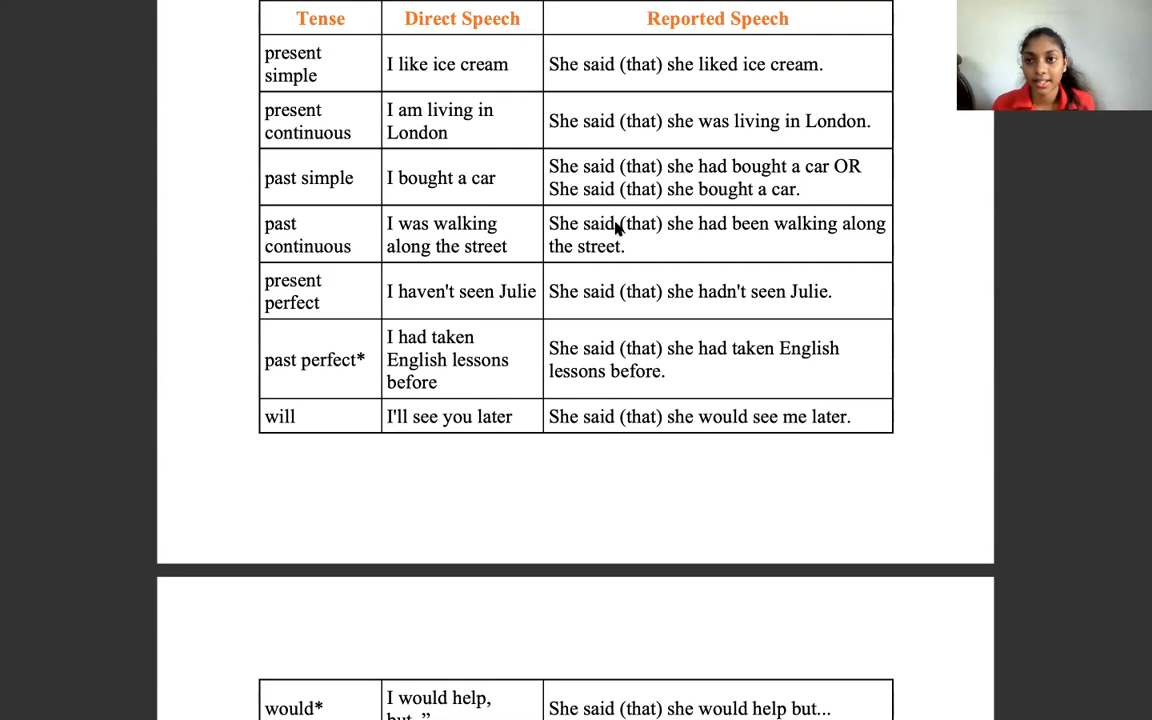 Tense Direct Speech Reported Speech
present
simple
I like ice cream
She said (that) she liked ice cream.
present
continuous
I am living in
London
She said (that) she was living in London.
past simple
I bought a car
She said (that) she had bought a car OR
She said (that) she bought a car.
past
continuous
I was walking
along the street
She said (that) she had been walking along
the street.
present
perfect
I haven't seen Julie
She said (that) she hadn't seen Julie.
past perfect*
I had taken
English lessons
before
She said (that) she had taken English
lessons before.
will
I'll see you later
She said (that) she would see me later.
would*
I would help,
but..”
She said (that) she would help but...